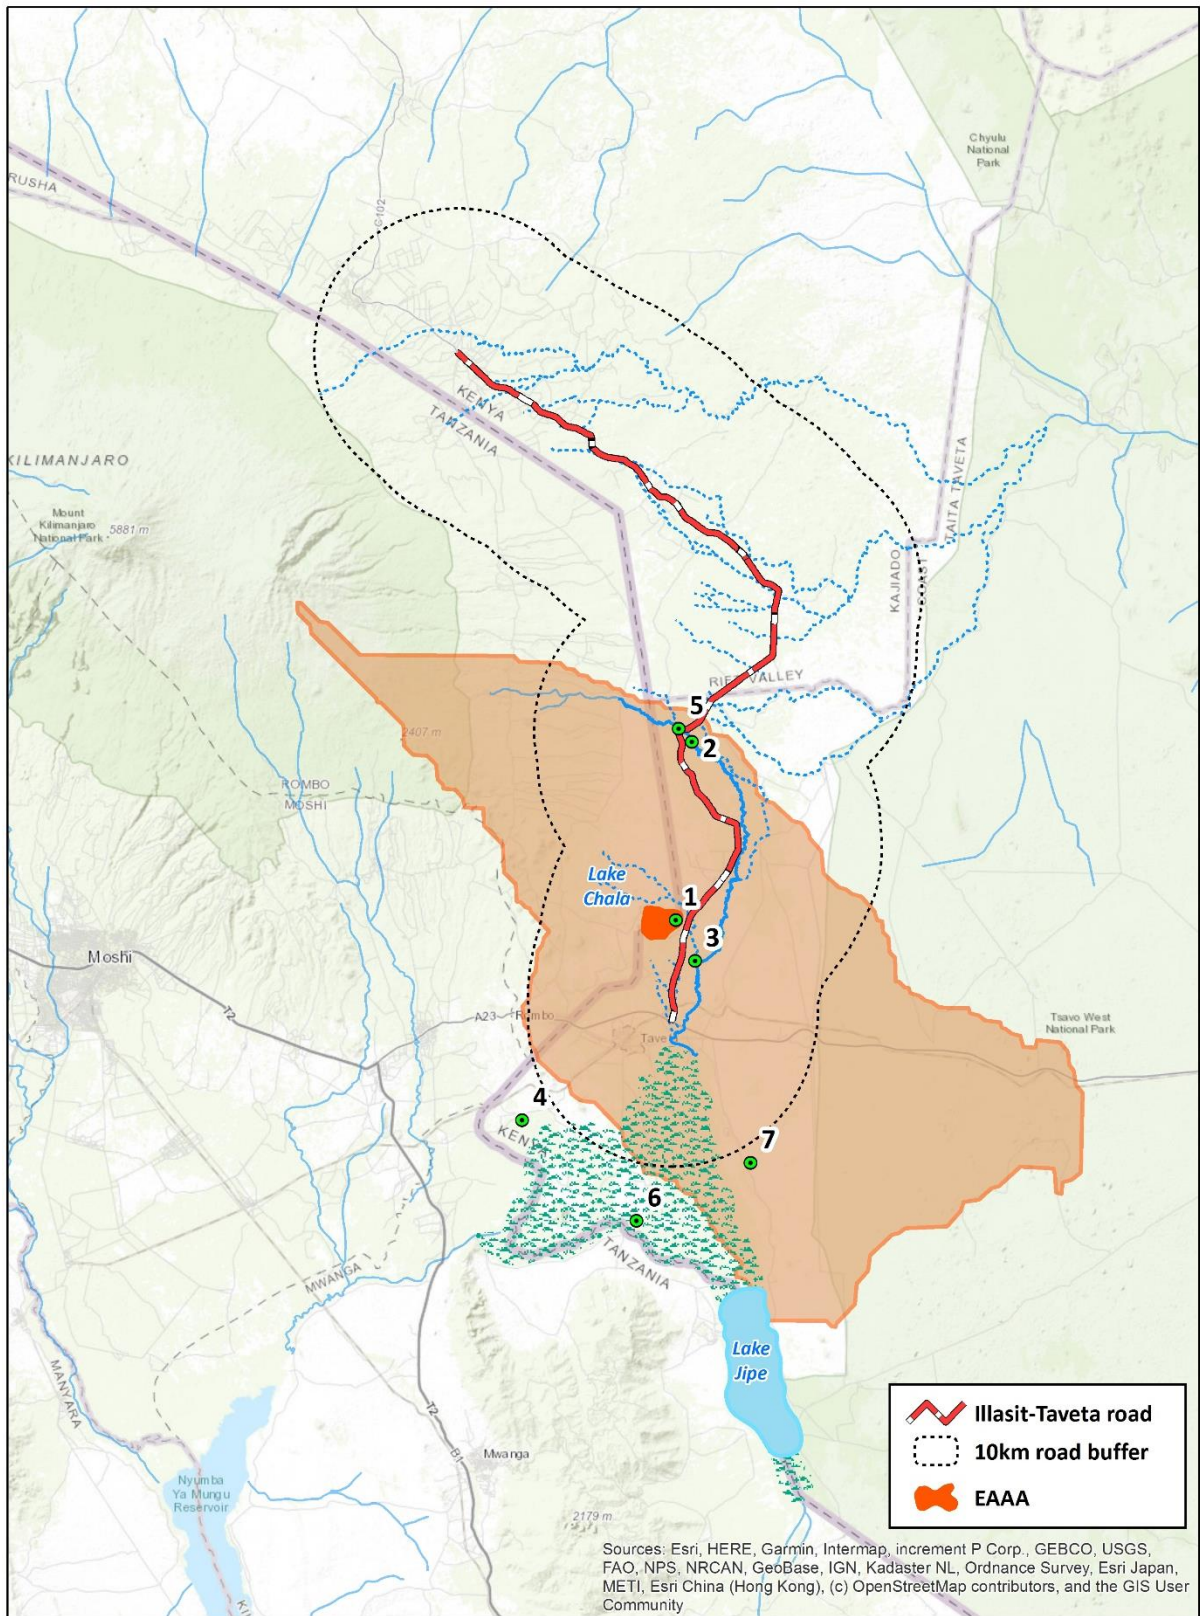 Chyulu
National
Park
RUSHA
C102
KENYA
TANZANIA
KILIMANJARO
Mount
Kilimanjaro
National Park
5881 m
TAITA TAVETA
KAJIADO
COAST
RIFT VALLEY
5
2
2407 m
ROMBO
MOSHI
Lake
Chala
1
3
Moshi
T2
A23
Rombo
Tave
Tsavo West
National Park
4
KENY
7
6
TANZANIA
MWANGA
Lake
Jipe
MANYARA
T2
B1
Mwanga
Nyumba
Ya Mungu
Reservoir
2179 m
Illasit-Taveta road
10km road buffer
EAAA
Sources: Esri, HERE, Garmin, Intermap, increment P Corp., GEBCO, USGS,
FAO, NPS, NRCAN, GeoBase, IGN, Kadaster NL, Ordnance Survey, Esri Japan,
METI, Esri China (Hong Kong), (c) OpenStreetMap contributors, and the GIS User
Community